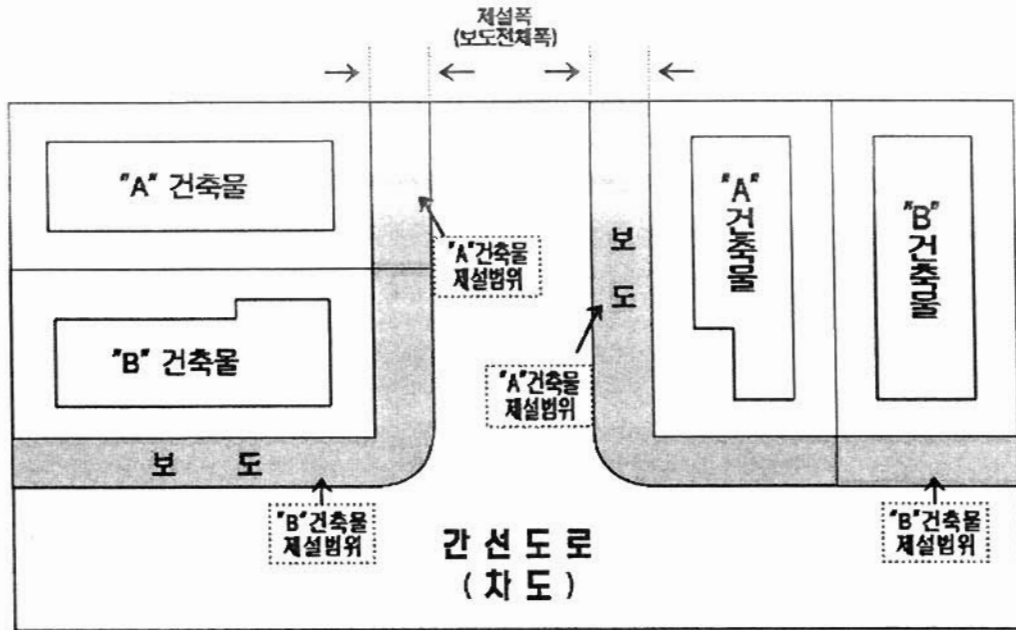 제설폭
(보도전체폭)
"A" 건축물
"B" 건축물
"A"건축물
제설범위
보
도
"A"
건
축
물
"B"
건
축
물
"A"건축물
제설범위
보 도
"B"건축물
제설범위
간 선 도 로
( 차 도 )
"B"건축물
제설범위